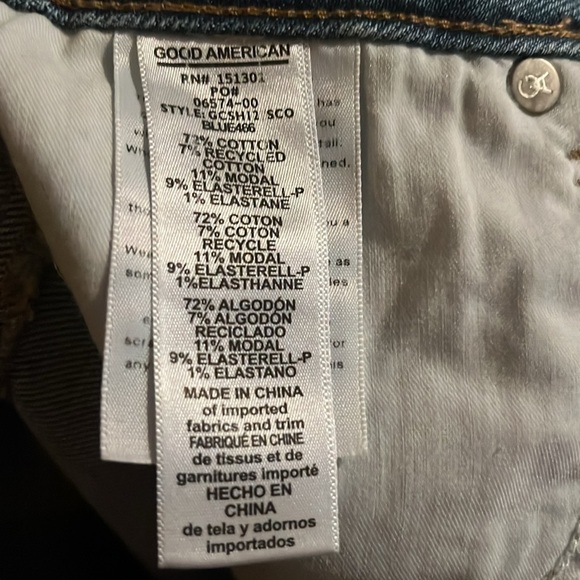 GOOD AMERICAN
RN# 151301
PO#
06574-00
STYLE: GCSH12 SCO
BLUE466
72% COTTON
7% RECYCLED
COTTON
11% MODAL
9% ELASTERELL-P
1% ELASTANE
72% COTON
7% COTON
RECYCLE
11% MODAL
9% ELASTERELL-P
1%ELASTHANNE
72% ALGODÓN
7% ALGODÓN
RECICLADO
11% MODAL
9% ELASTERELL-P
1% ELASTANO
MADE IN CHINA
of imported
fabrics and trim
FABRIQUÉ EN CHINE
de tissus et de
garnitures importé
HECHO EN
CHINA
de tela y adornos
importados